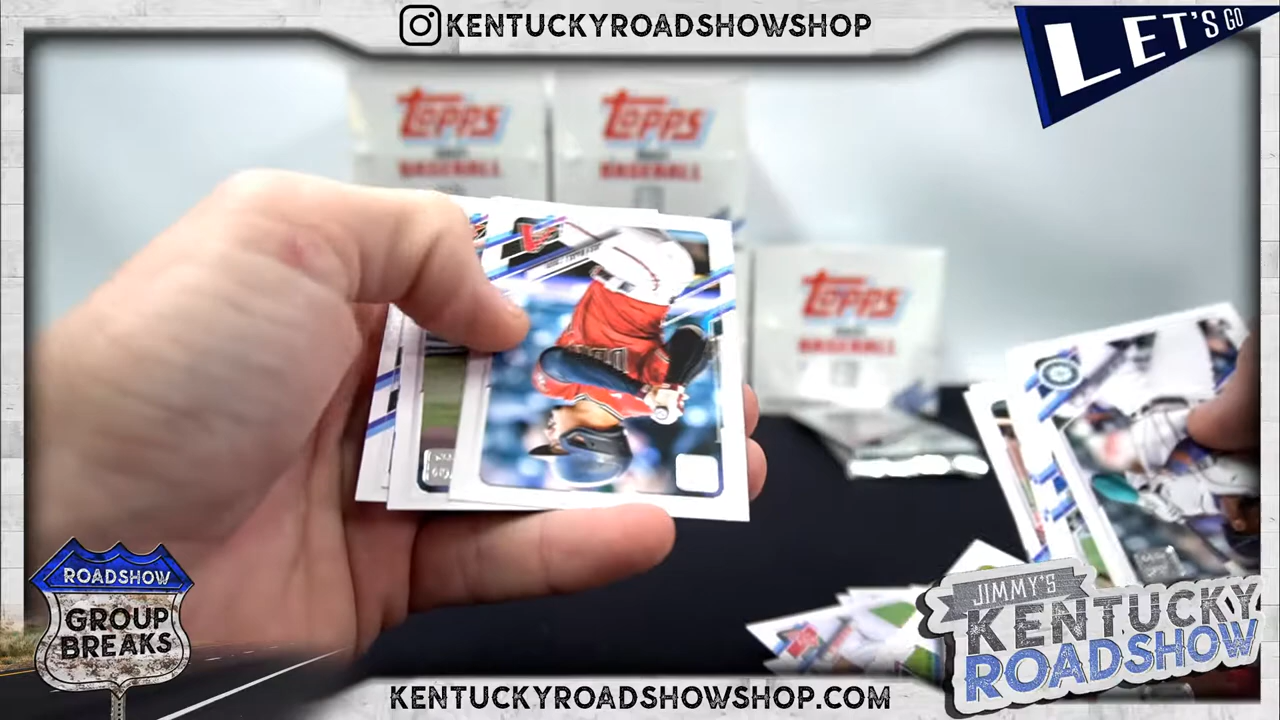 KENTUCKYROADSHOWSHOP
LET'S GO
TOPPS
BASEBALL
TOPPS
BASEBALL
TOPPS
BASEBALL
ROADSHOW
GROUP
BREAKS
JIMMY'S
KENTUCKY
ROADSHOW
KENTUCKYROADSHOWSHOP.COM